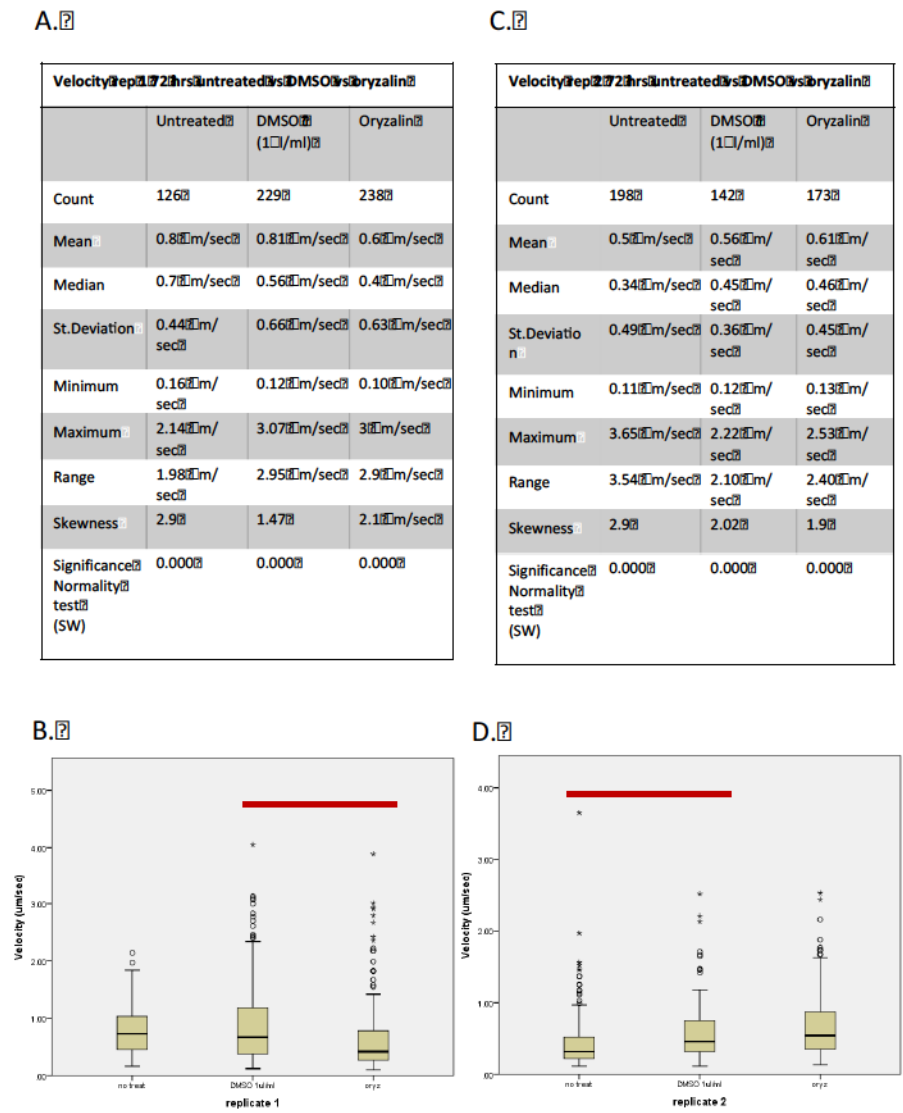 A.
Velocity rep 1 72 hrs untreated vs DMSO vs oryzalin
Untreated DMSO Oryzalin
(1 l/ml)
Count 126 229 238
Mean 0.8 m/sec 0.81 m/sec 0.6 m/sec
Median 0.7 m/sec 0.56 m/sec 0.4 m/sec
St.Deviation 0.44 m/ 0.66 m/sec 0.63 m/sec
sec
Minimum 0.16 m/ 0.12 m/sec 0.10 m/sec
sec
Maximum 2.14 m/ 3.07 m/sec 3 m/sec
sec
Range 1.98 m/ 2.95 m/sec 2.9 m/sec
sec
Skewness 2.9 1.47 2.1 m/sec
Significance 0.000 0.000 0.000
Normality
test
(SW)
C.
Velocity rep 2 72 hrs untreated vs DMSO vs oryzalin
Untreated DMSO Oryzalin
(1 l/ml)
Count 198 142 173
Mean 0.5 m/sec 0.56 m/ 0.61 m/
sec sec
Median 0.34 m/sec 0.45 m/ 0.46 m/
sec sec
St.Deviatio 0.49 m/sec 0.36 m/ 0.45 m/
n sec sec
Minimum 0.11 m/sec 0.12 m/ 0.13 m/
sec sec
Maximum 3.65 m/sec 2.22 m/ 2.53 m/
sec sec
Range 3.54 m/sec 2.10 m/ 2.40 m/
sec sec
Skewness 2.9 2.02 1.9
Significance 0.000 0.000 0.000
Normality
test
(SW)
B.
Velocity (um/sec)
5.00
4.00
3.00
2.00
1.00
.00
no treat DMSO 1ul/ml oryz
replicate 1
D.
Velocity (um/sec)
4.00
3.00
2.00
1.00
.00
no treat DMSO 1ul/ml oryz
replicate 2